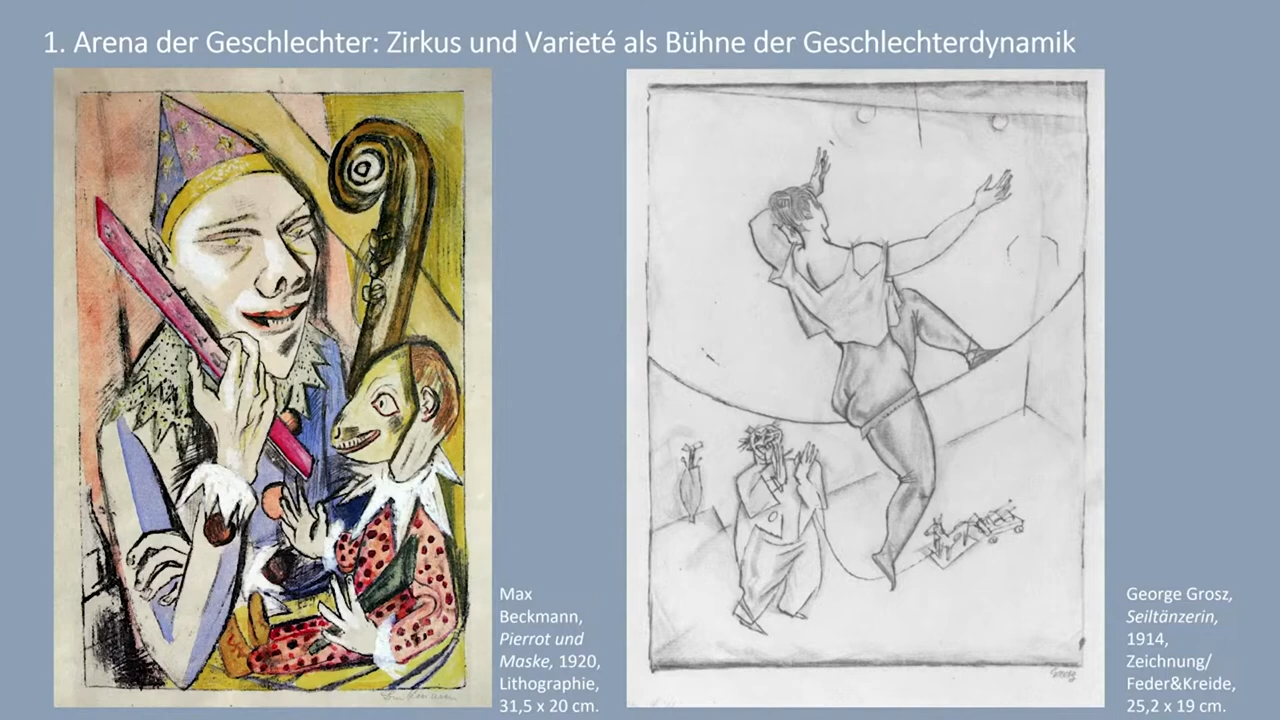 1. Arena der Geschlechter: Zirkus und Varieté als Bühne der Geschlechterdynamik
Max
Beckmann,
Pierrot und
Maske, 1920,
Lithographie,
31,5 x 20 cm.
George Grosz,
Seiltänzerin,
1914,
Zeichnung/
Feder&Kreide,
25,2 x 19 cm.